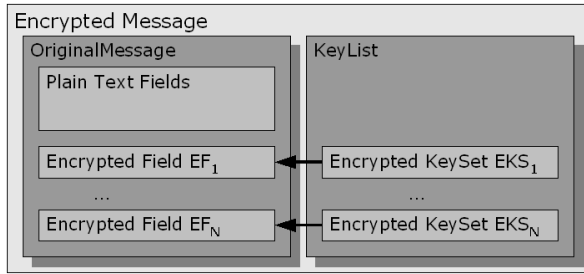 Encrypted Message
OriginalMessage
Plain Text Fields
Encrypted Field EF1
...
Encrypted Field EFN
KeyList
Encrypted KeySet EKS1
...
Encrypted KeySet EKSN